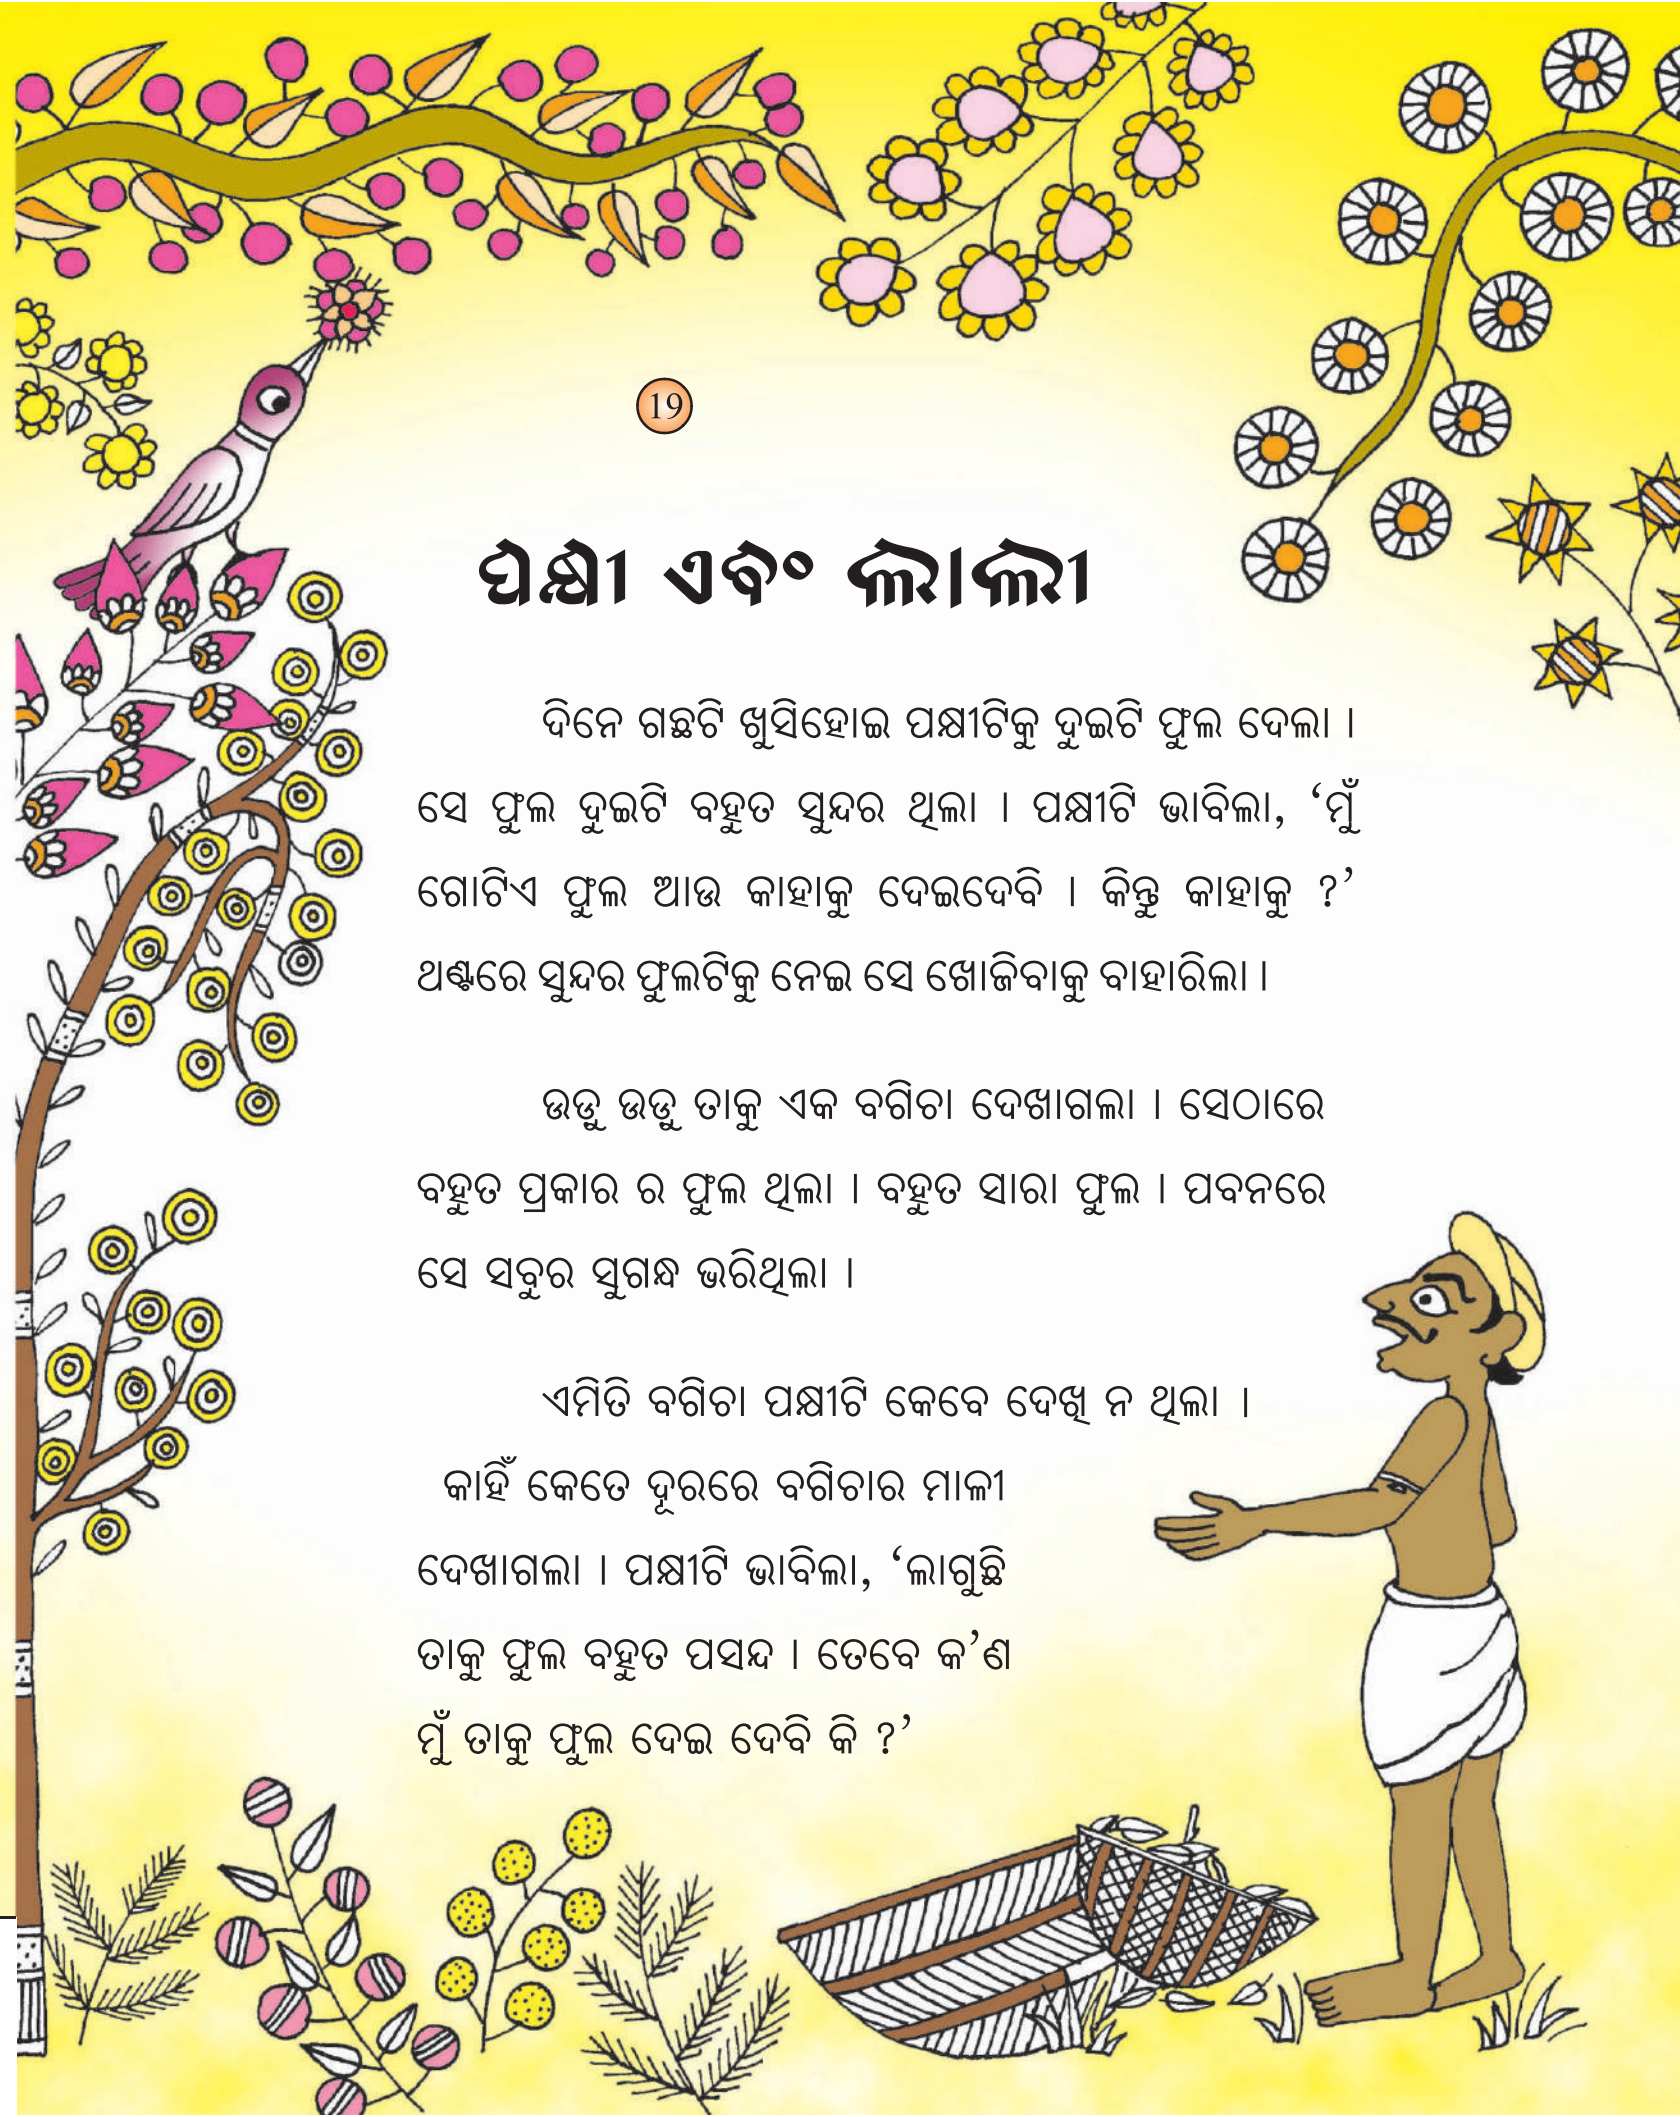 19
ପକ୍ଷୀ ଏବଂ ଲାଲୀ
ଦିନେ ଗଛଟି ଖୁସିହୋଇ ପକ୍ଷୀଟିକୁ ଦୁଇଟି ଫୁଲ ଦେଲା ।
ସେ ଫୁଲ ଦୁଇଟି ବହୁତ ସୁନ୍ଦର ଥିଲା । ପକ୍ଷୀଟି ଭାବିଲା, ‘ମୁଁ
ଗୋଟିଏ ଫୁଲ ଆଉ କାହାକୁ ଦେଇଦେବି । କିନ୍ତୁ କାହାକୁ ?’
ଥଣ୍ଟରେ ସୁନ୍ଦର ଫୁଲଟିକୁ ନେଇ ସେ ଖୋଜିବାକୁ ବାହାରିଲା ।
ଉଡ଼ୁ ଉଡ଼ୁ ତାକୁ ଏକ ବଗିଚା ଦେଖାଗଲା । ସେଠାରେ
ବହୁତ ପ୍ରକାର ର ଫୁଲ ଥିଲା । ବହୁତ ସାରା ଫୁଲ । ପବନରେ
ସେ ସବୁର ସୁଗନ୍ଧ ଭରିଥିଲା ।
ଏମିତି ବଗିଚା ପକ୍ଷୀଟି କେବେ ଦେଖି ନ ଥିଲା ।
କାହିଁ କେତେ ଦୂରରେ ବଗିଚାର ମାଳୀ
ଦେଖାଗଲା । ପକ୍ଷୀଟି ଭାବିଲା, ‘ଲାଗୁଛି
ତାକୁ ଫୁଲ ବହୁତ ପସନ୍ଦ । ତେବେ କ’ଣ
ମୁଁ ତାକୁ ଫୁଲ ଦେଇ ଦେବି କି ?’